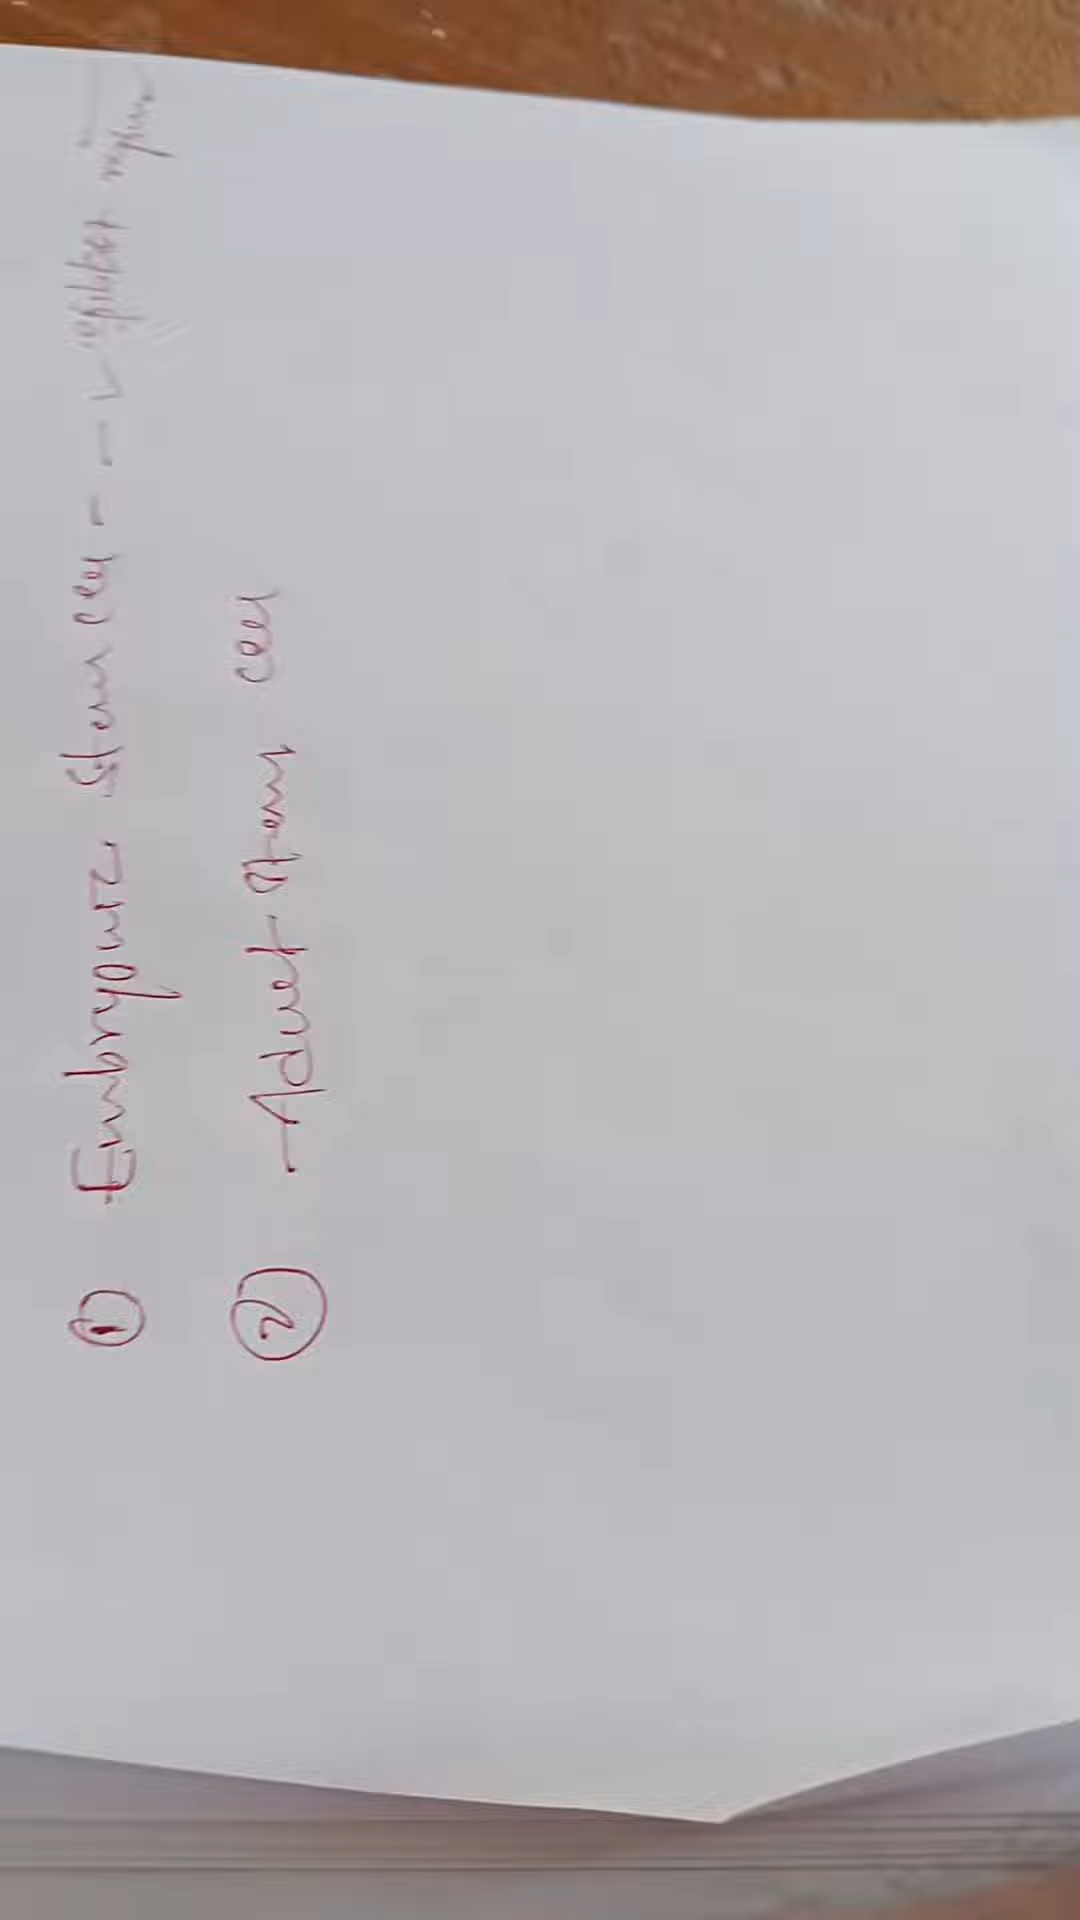 ① Embryonic stem cell - -
② - Adult stem cell